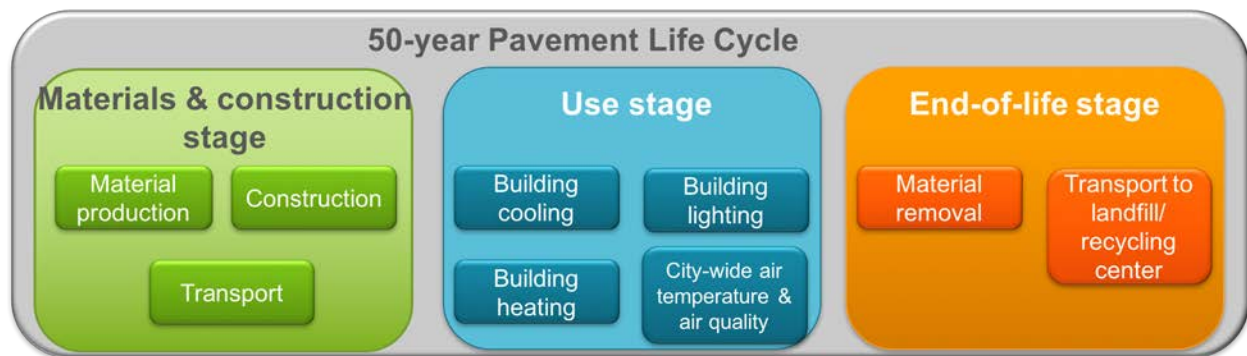 50-year Pavement Life Cycle
Materials & construction
stage
Material
production
Construction
Transport
Use stage
Building
cooling
Building
lighting
Building
heating
City-wide air
temperature &
air quality
End-of-life stage
Material
removal
Transport to
landfill/
recycling
center